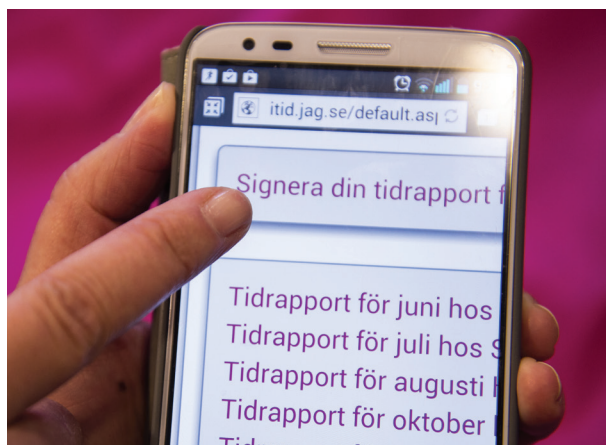 itid.jag.se/default.asp
Signera din tidrapport f
Tidrapport för juni hos
Tidrapport för juli hos S
Tidrapport för augusti
Tidrapport för oktober